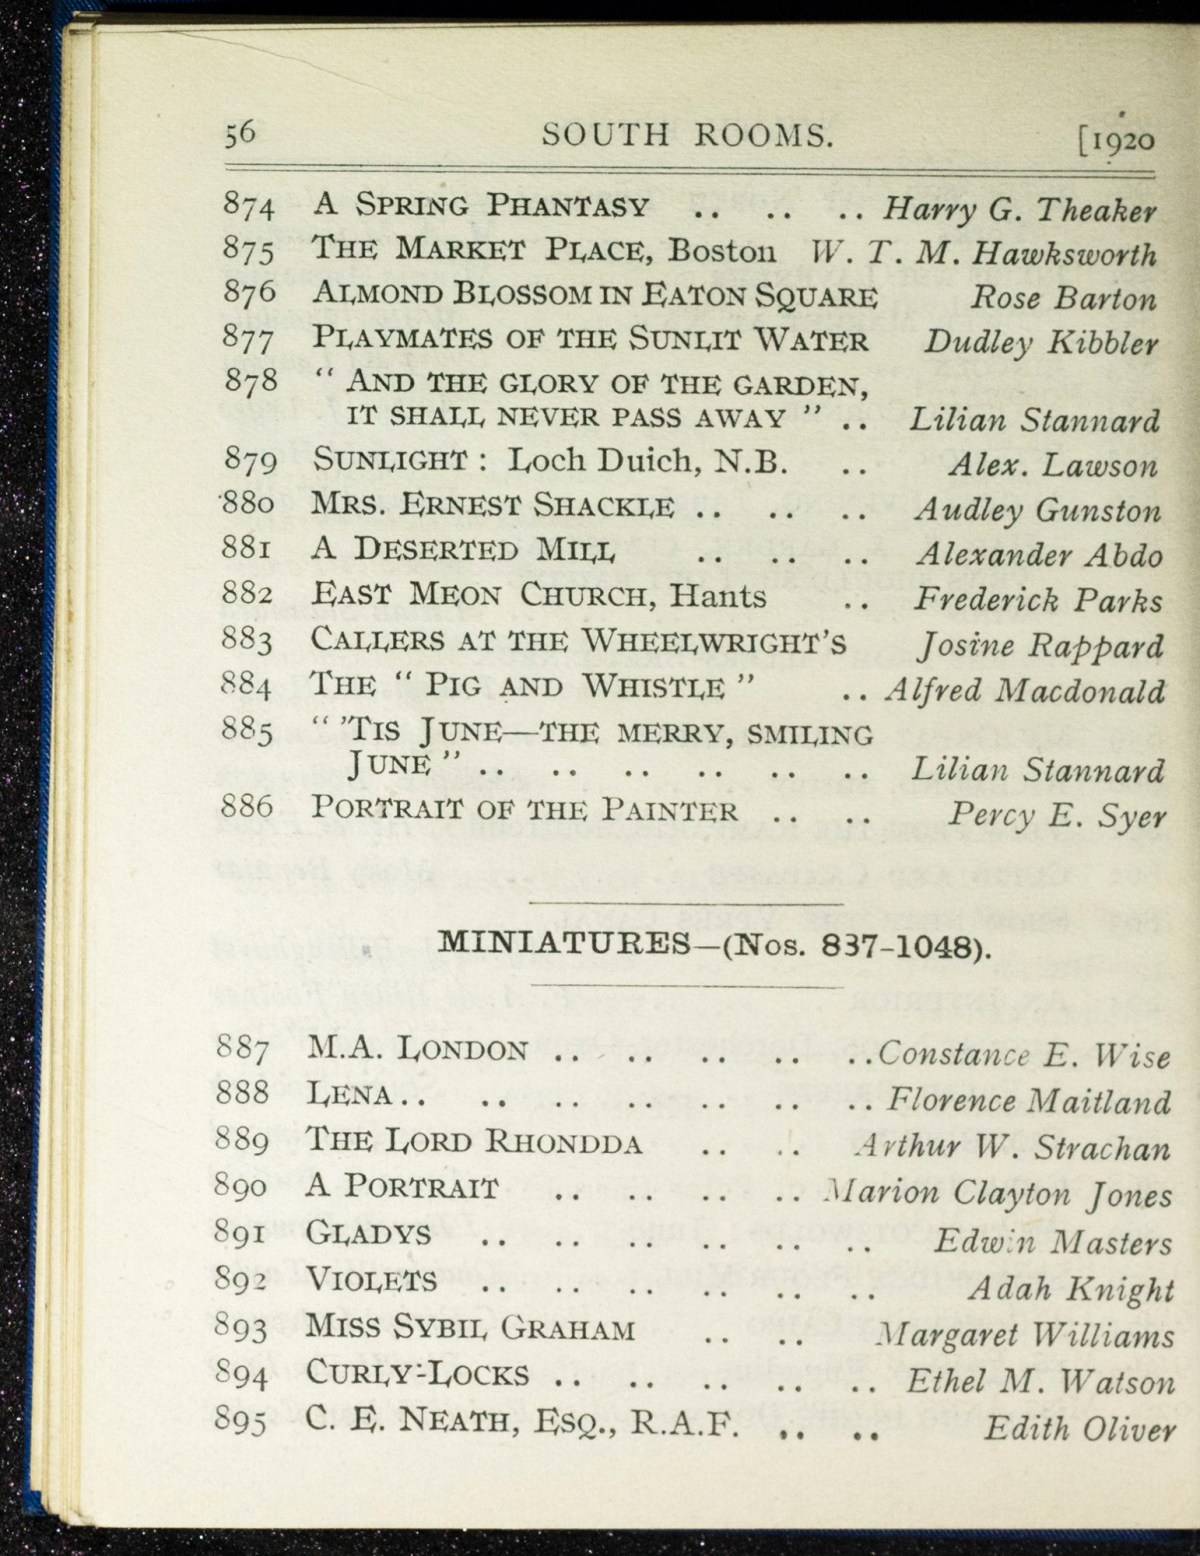 56 SOUTH ROOMS. [1920
874 A SPRING PHANTASY .. .. .. Harry G. Theaker
875 THE MARKET PLACE, Boston W. T. M. Hawksworth
876 ALMOND BLOSSOM IN EATON SQUARE Rose Barton
877 PLAYMATES OF THE SUNLIT WATER Dudley Kibbler
878 “ AND THE GLORY OF THE GARDEN,
IT SHALL NEVER PASS AWAY ” .. Lilian Stannard
879 SUNLIGHT : Loch Duich, N.B. .. Alex. Lawson
880 MRS. ERNEST SHACKLE .. .. .. Audley Gunston
881 A DESERTED MILL .. .. .. Alexander Abdo
882 EAST MEON CHURCH, Hants .. Frederick Parks
883 CALLERS AT THE WHEELWRIGHT'S Josine Rappard
884 THE “ PIG AND WHISTLE ” .. Alfred Macdonald
885 “ 'TIS JUNE—THE MERRY, SMILING
JUNE ” .. .. .. .. .. .. Lilian Stannard
886 PORTRAIT OF THE PAINTER .. .. Percy E. Syer
MINIATURES—(Nos. 837-1048).
887 M.A. LONDON .. .. .. .. .. Constance E. Wise
888 LENA .. .. .. .. .. .. .. Florence Maitland
889 THE LORD RHONDDA .. .. Arthur W. Strachan
890 A PORTRAIT .. .. .. .. Marion Clayton Jones
891 GLADYS .. .. .. .. .. .. Edwin Masters
892 VIOLETS .. .. .. .. .. .. Adah Knight
893 MISS SYBIL GRAHAM .. .. Margaret Williams
894 CURLY-LOCKS .. .. .. .. .. Ethel M. Watson
895 C. E. NEATH, ESQ., R.A.F. .. .. Edith Oliver